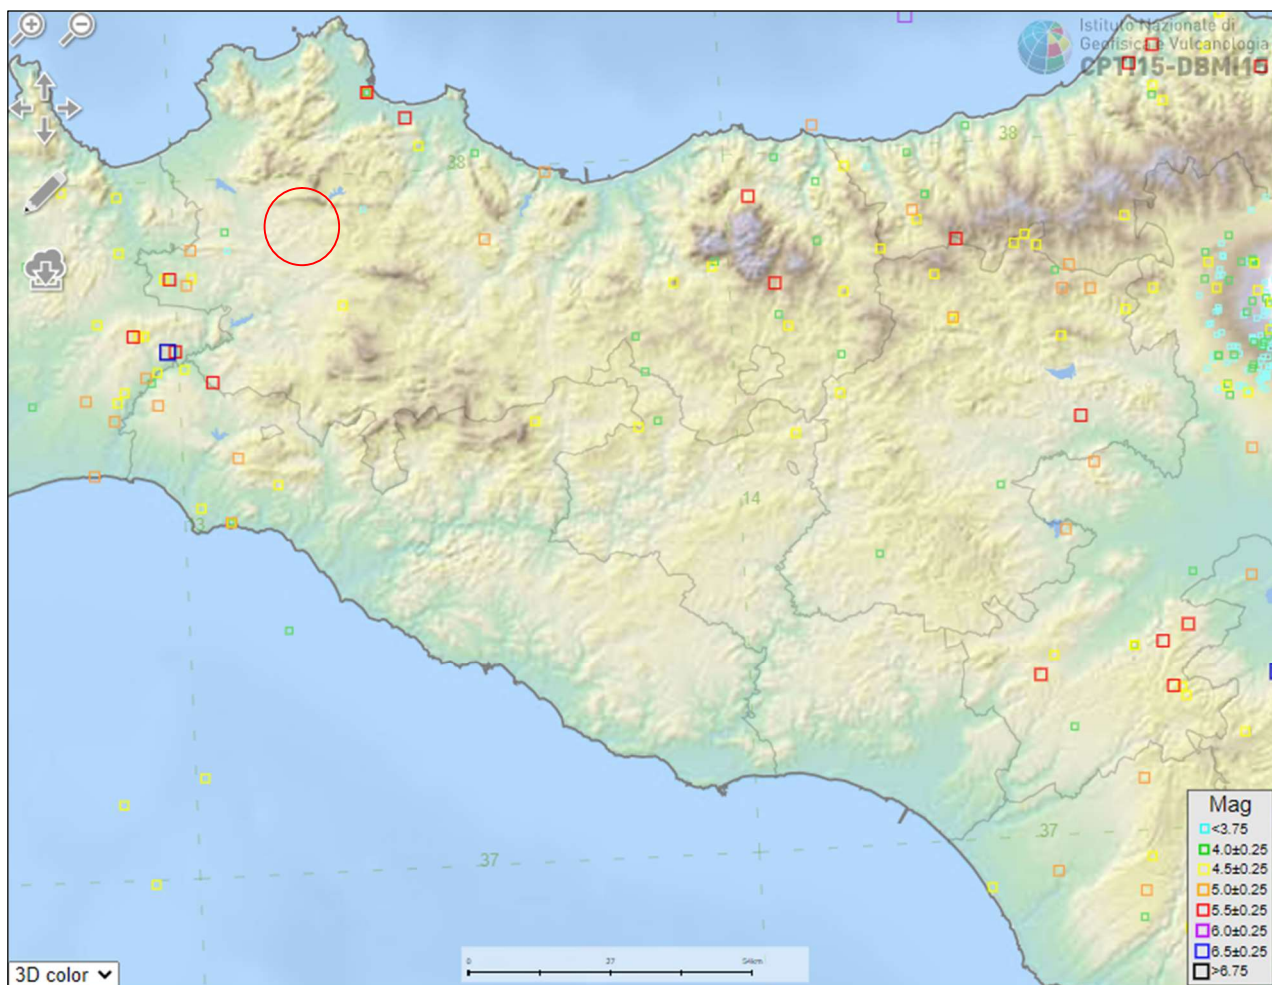 Istituto Nazionale di
Geofisica e Vulcanologia
CPTI15-DBMI15
38
38
14
3
37
37
Mag
<3.75
4.0±0.25
4.5±0.25
5.0±0.25
5.5±0.25
6.0±0.25
6.5±0.25
>6.75
0 37 54km
3D color